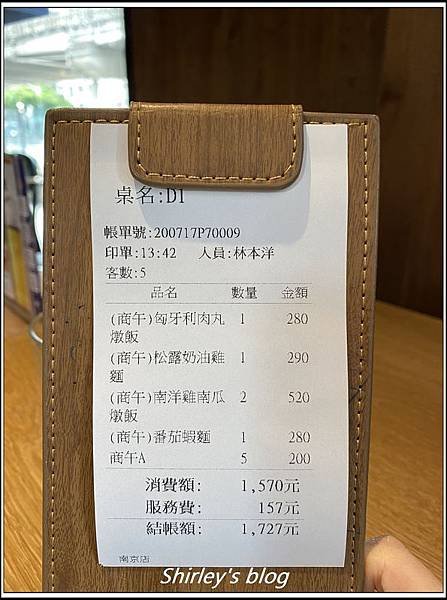 桌名:D1
帳單號:200717P70009
印單:13:42 人員:林本洋
客數:5
品名 數量 金額
(商午)匈牙利肉丸 1 280
燉飯
(商午)松露奶油雞 1 290
麵
(商午)南洋雞南瓜 2 520
燉飯
(商午)番茄蝦麵 1 280
商午A 5 200
消費額: 1,570元
服務費: 157元
結帳額: 1,727元
南京店
Shirley's blog